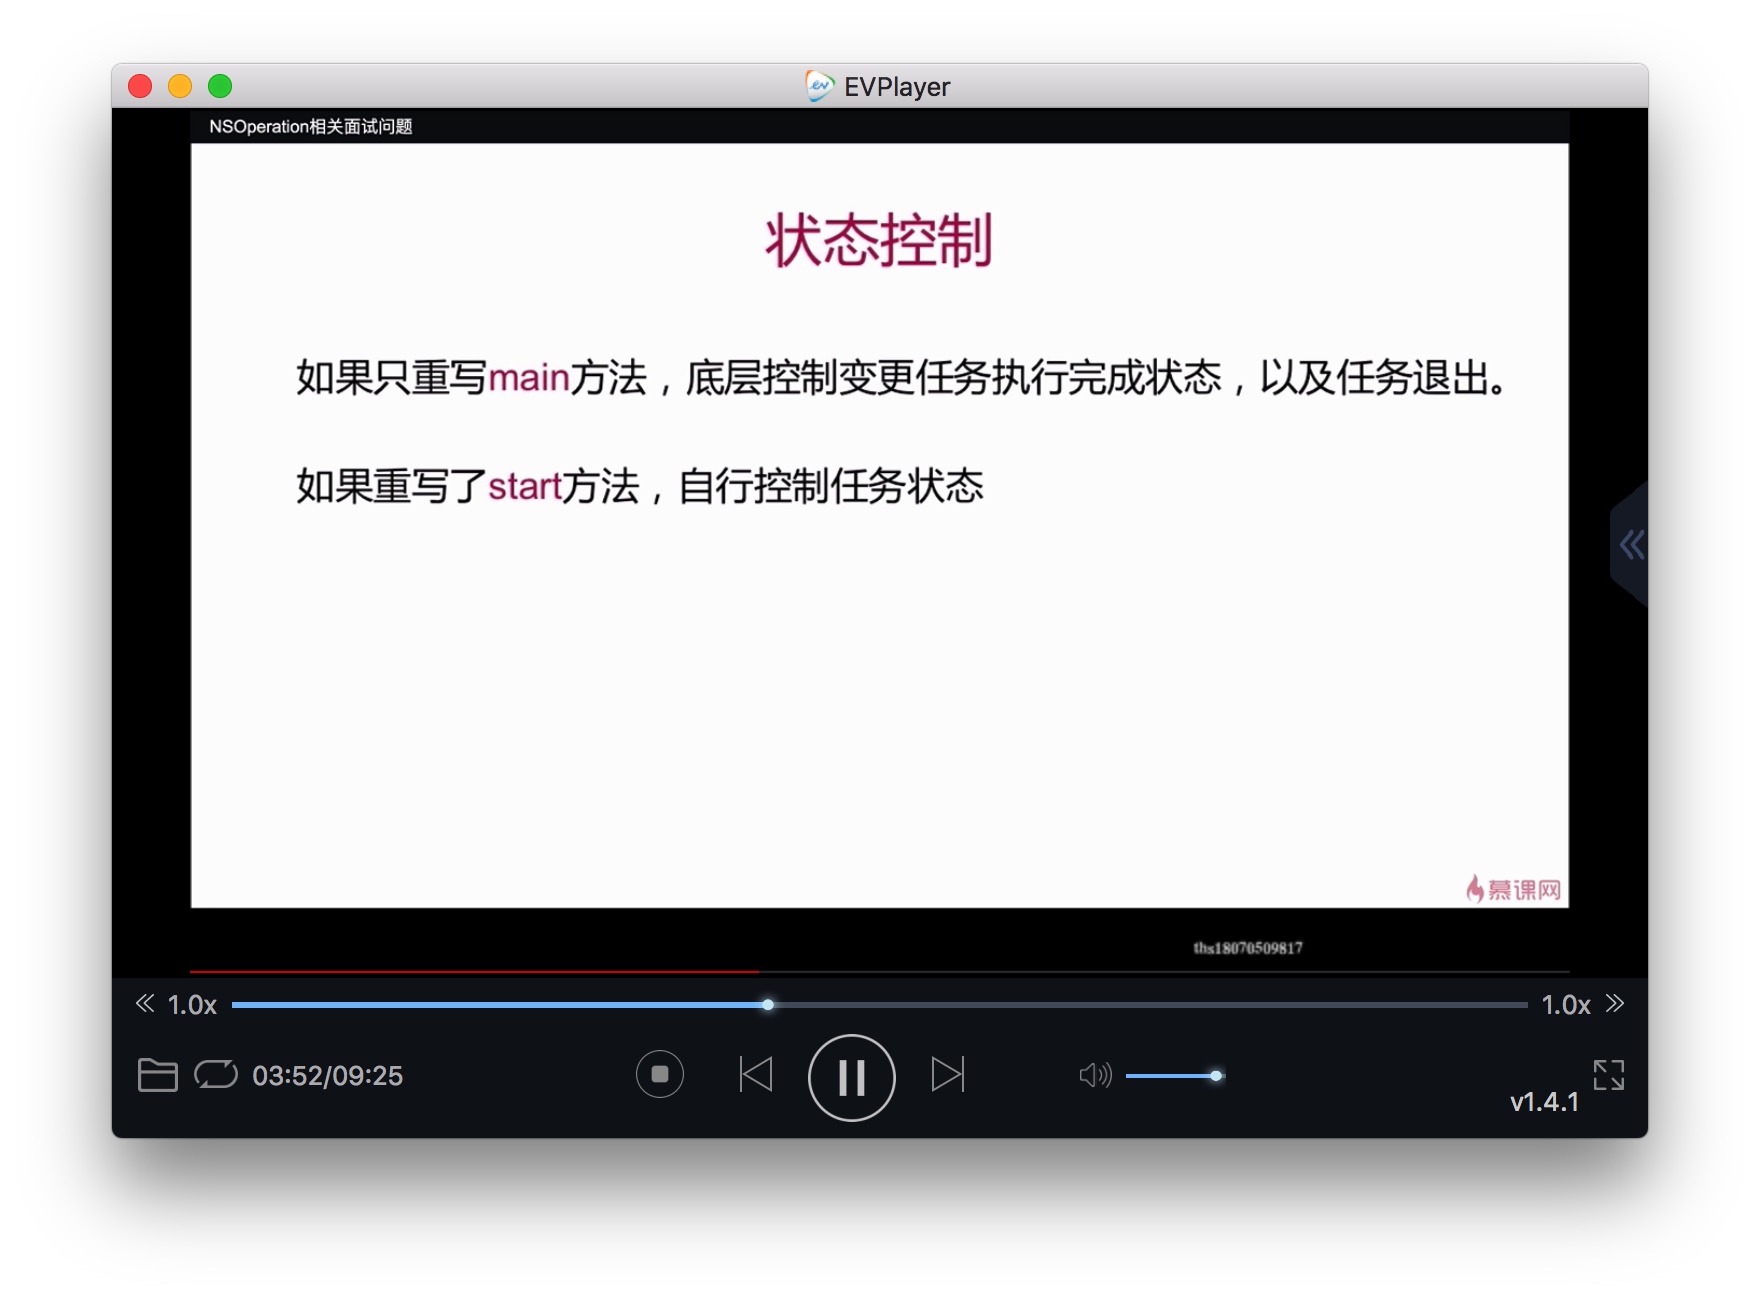 EVPlayer
NSOperation相关面试问题
状态控制
如果只重写main方法，底层控制变更任务执行完成状态，以及任务退出。
如果重写了start方法，自行控制任务状态
慕课网
ths18070509817
1.0x
1.0x
03:52/09:25
v1.4.1